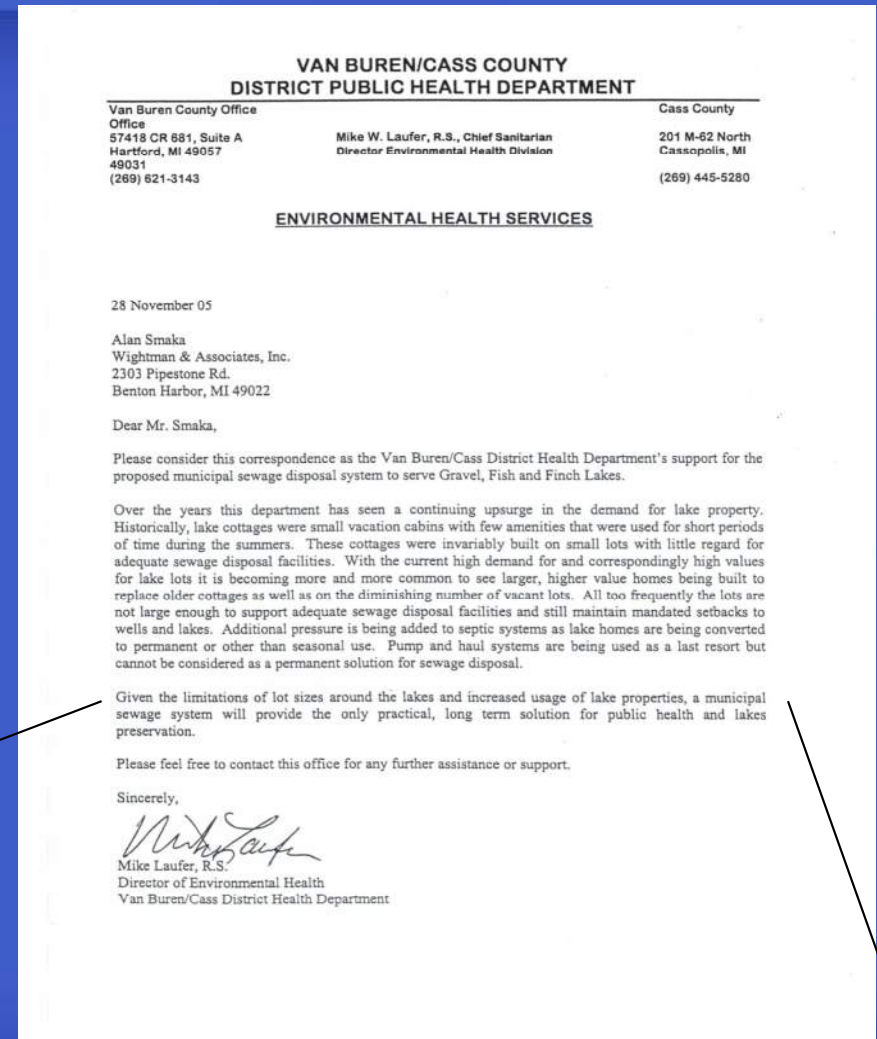 VAN BUREN/CASS COUNTY
DISTRICT PUBLIC HEALTH DEPARTMENT
Van Buren County Office
Office
57418 CR 681, Suite A
Hartford, MI 49057
49031
(269) 621-3143
Mike W. Laufer, R.S., Chief Sanitarian
Director Environmental Health Division
Cass County
201 M-62 North
Cassopolis, MI
(269) 445-5280
ENVIRONMENTAL HEALTH SERVICES
28 November 05
Alan Smaka
Wightman & Associates, Inc.
2303 Pipestone Rd.
Benton Harbor, MI 49022
Dear Mr. Smaka,
Please consider this correspondence as the Van Buren/Cass District Health Department's support for the
proposed municipal sewage disposal system to serve Gravel, Fish and Finch Lakes.
Over the years this department has seen a continuing upsurge in the demand for lake property.
Historically, lake cottages were small vacation cabins with few amenities that were used for short periods
of time during the summers. These cottages were invariably built on small lots with little regard for
adequate sewage disposal facilities. With the current high demand for and correspondingly high values
for lake lots it is becoming more and more common to see larger, higher value homes being built to
replace older cottages as well as on the diminishing number of vacant lots. All too frequently the lots are
not large enough to support adequate sewage disposal facilities and still maintain mandated setbacks to
wells and lakes. Additional pressure is being added to septic systems as lake homes are being converted
to permanent or other than seasonal use. Pump and haul systems are being used as a last resort but
cannot be considered as a permanent solution for sewage disposal.
Given the limitations of lot sizes around the lakes and increased usage of lake properties, a municipal
sewage system will provide the only practical, long term solution for public health and lakes
preservation.
Please feel free to contact this office for any further assistance or support.
Sincerely,
Mike Laufer
Mike Laufer, R.S.
Director of Environmental Health
Van Buren/Cass District Health Department